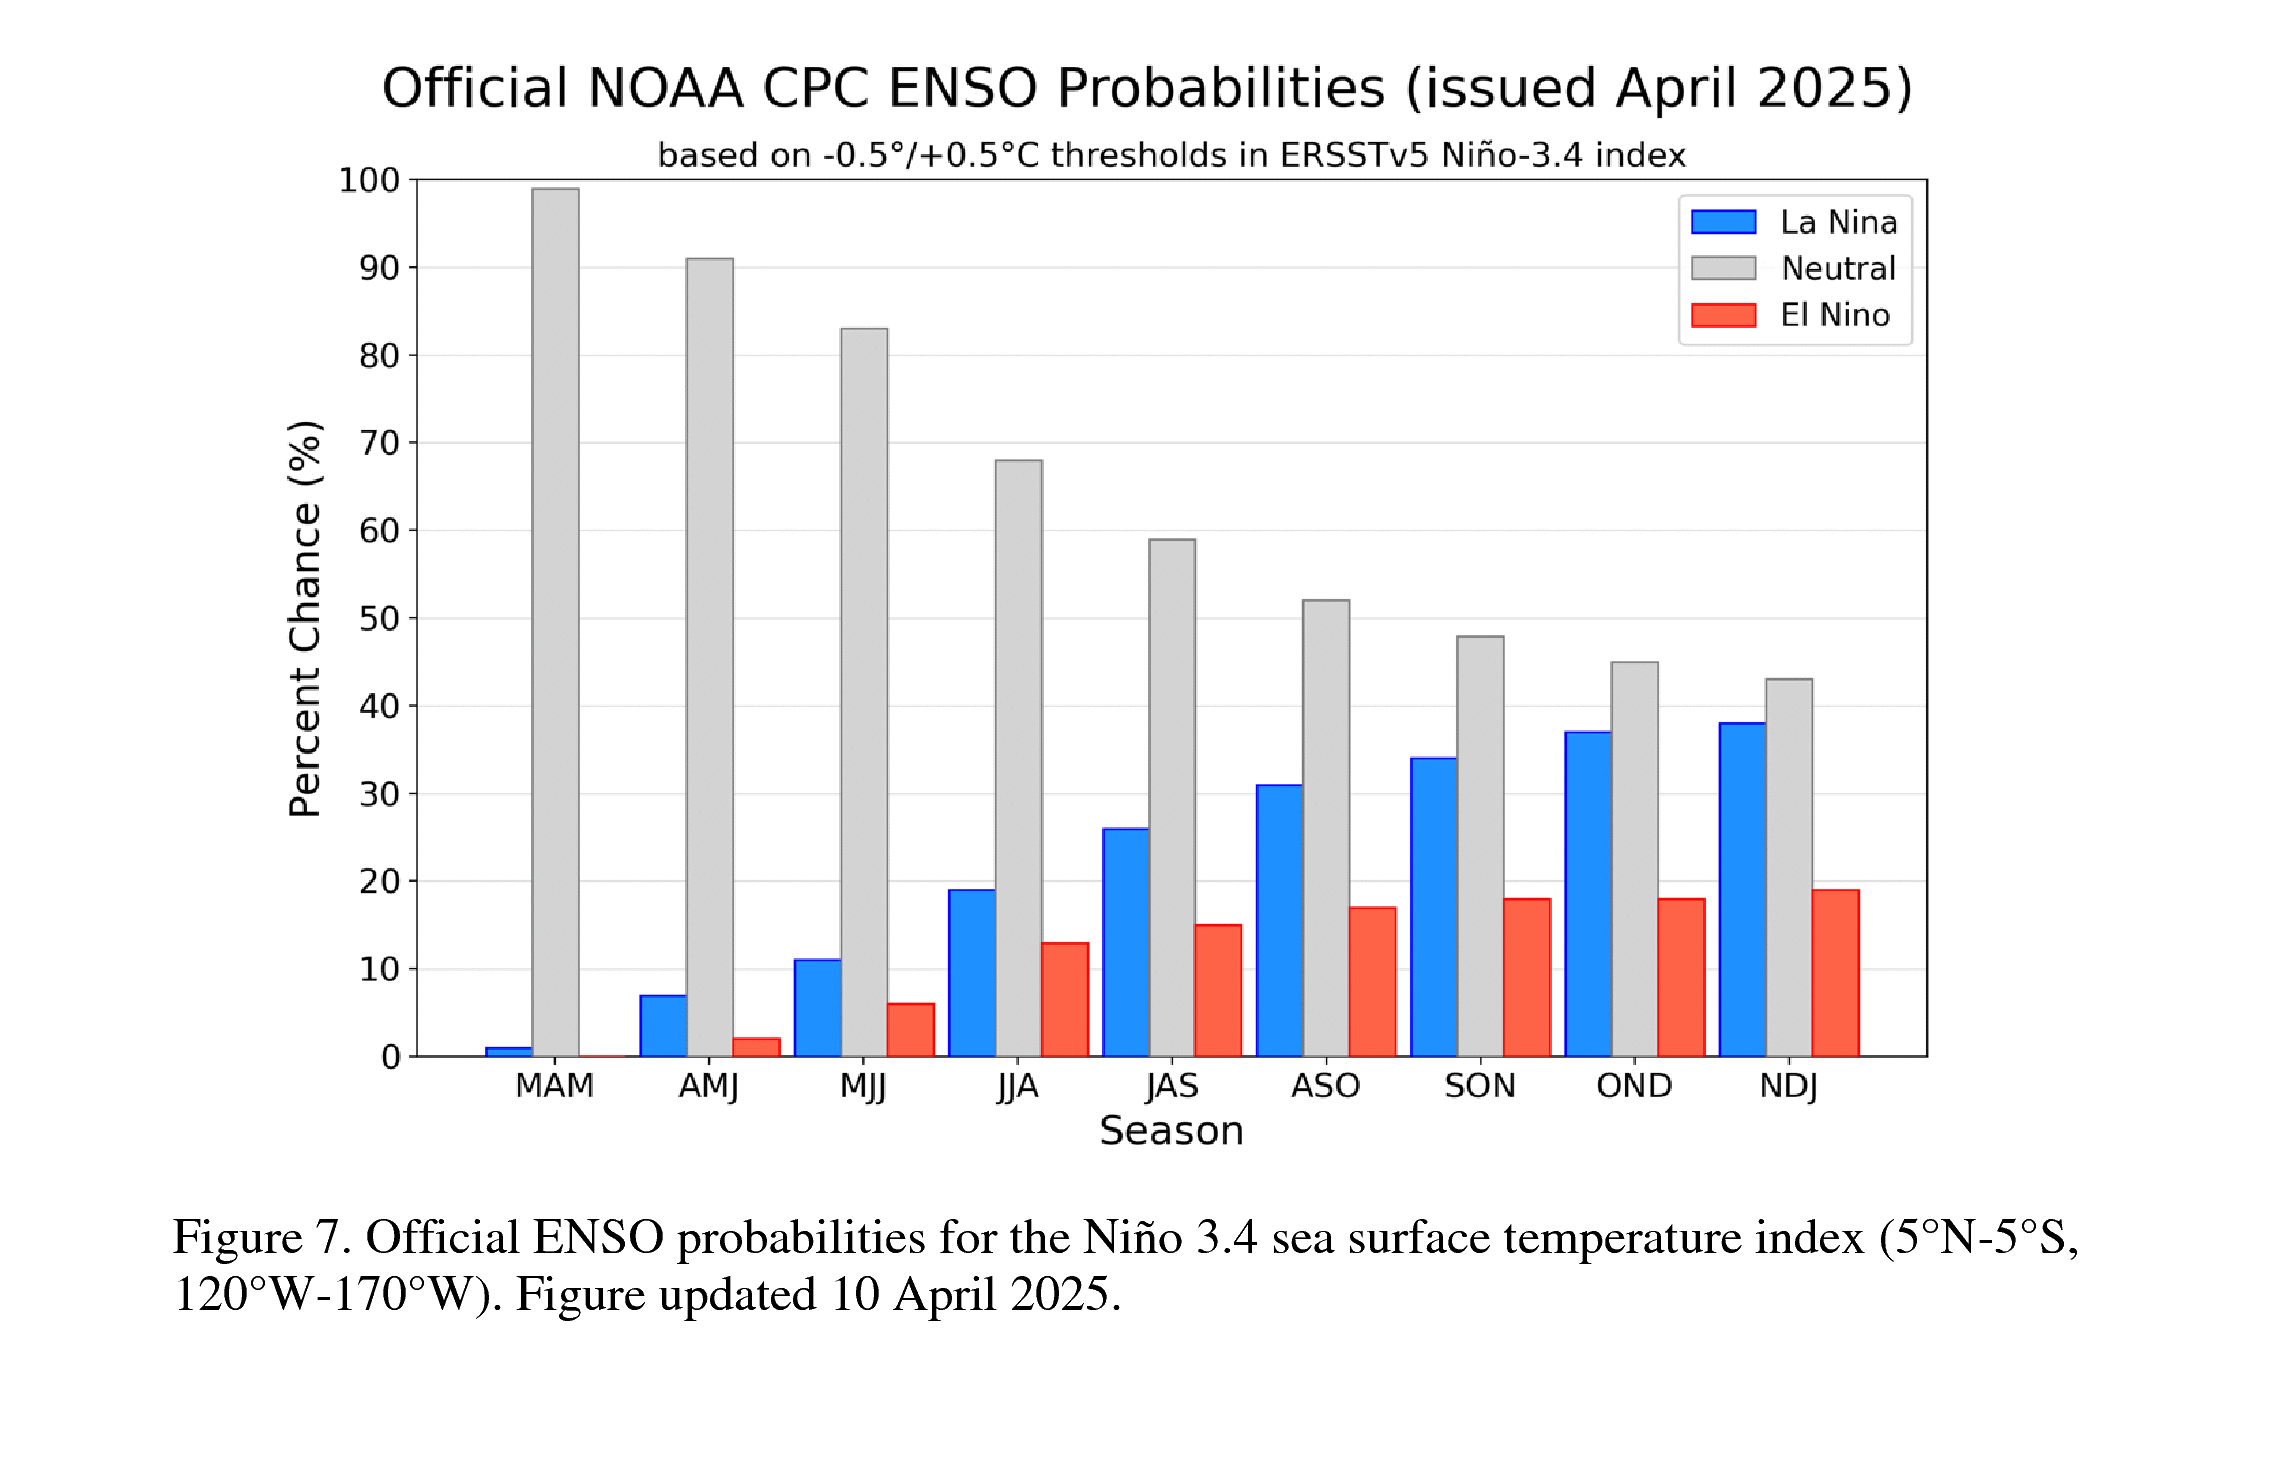 Official NOAA CPC ENSO Probabilities (issued April 2025)
based on -0.5°/+0.5°C thresholds in ERSSTv5 Niño-3.4 index
La Nina
Neutral
El Nino
Percent Chance (%)
100
90
80
70
60
50
40
30
20
10
0
MAM AMJ MJJ JJA JAS ASO SON OND NDJ
Season
Figure 7. Official ENSO probabilities for the Niño 3.4 sea surface temperature index (5°N-5°S,
120°W-170°W). Figure updated 10 April 2025.